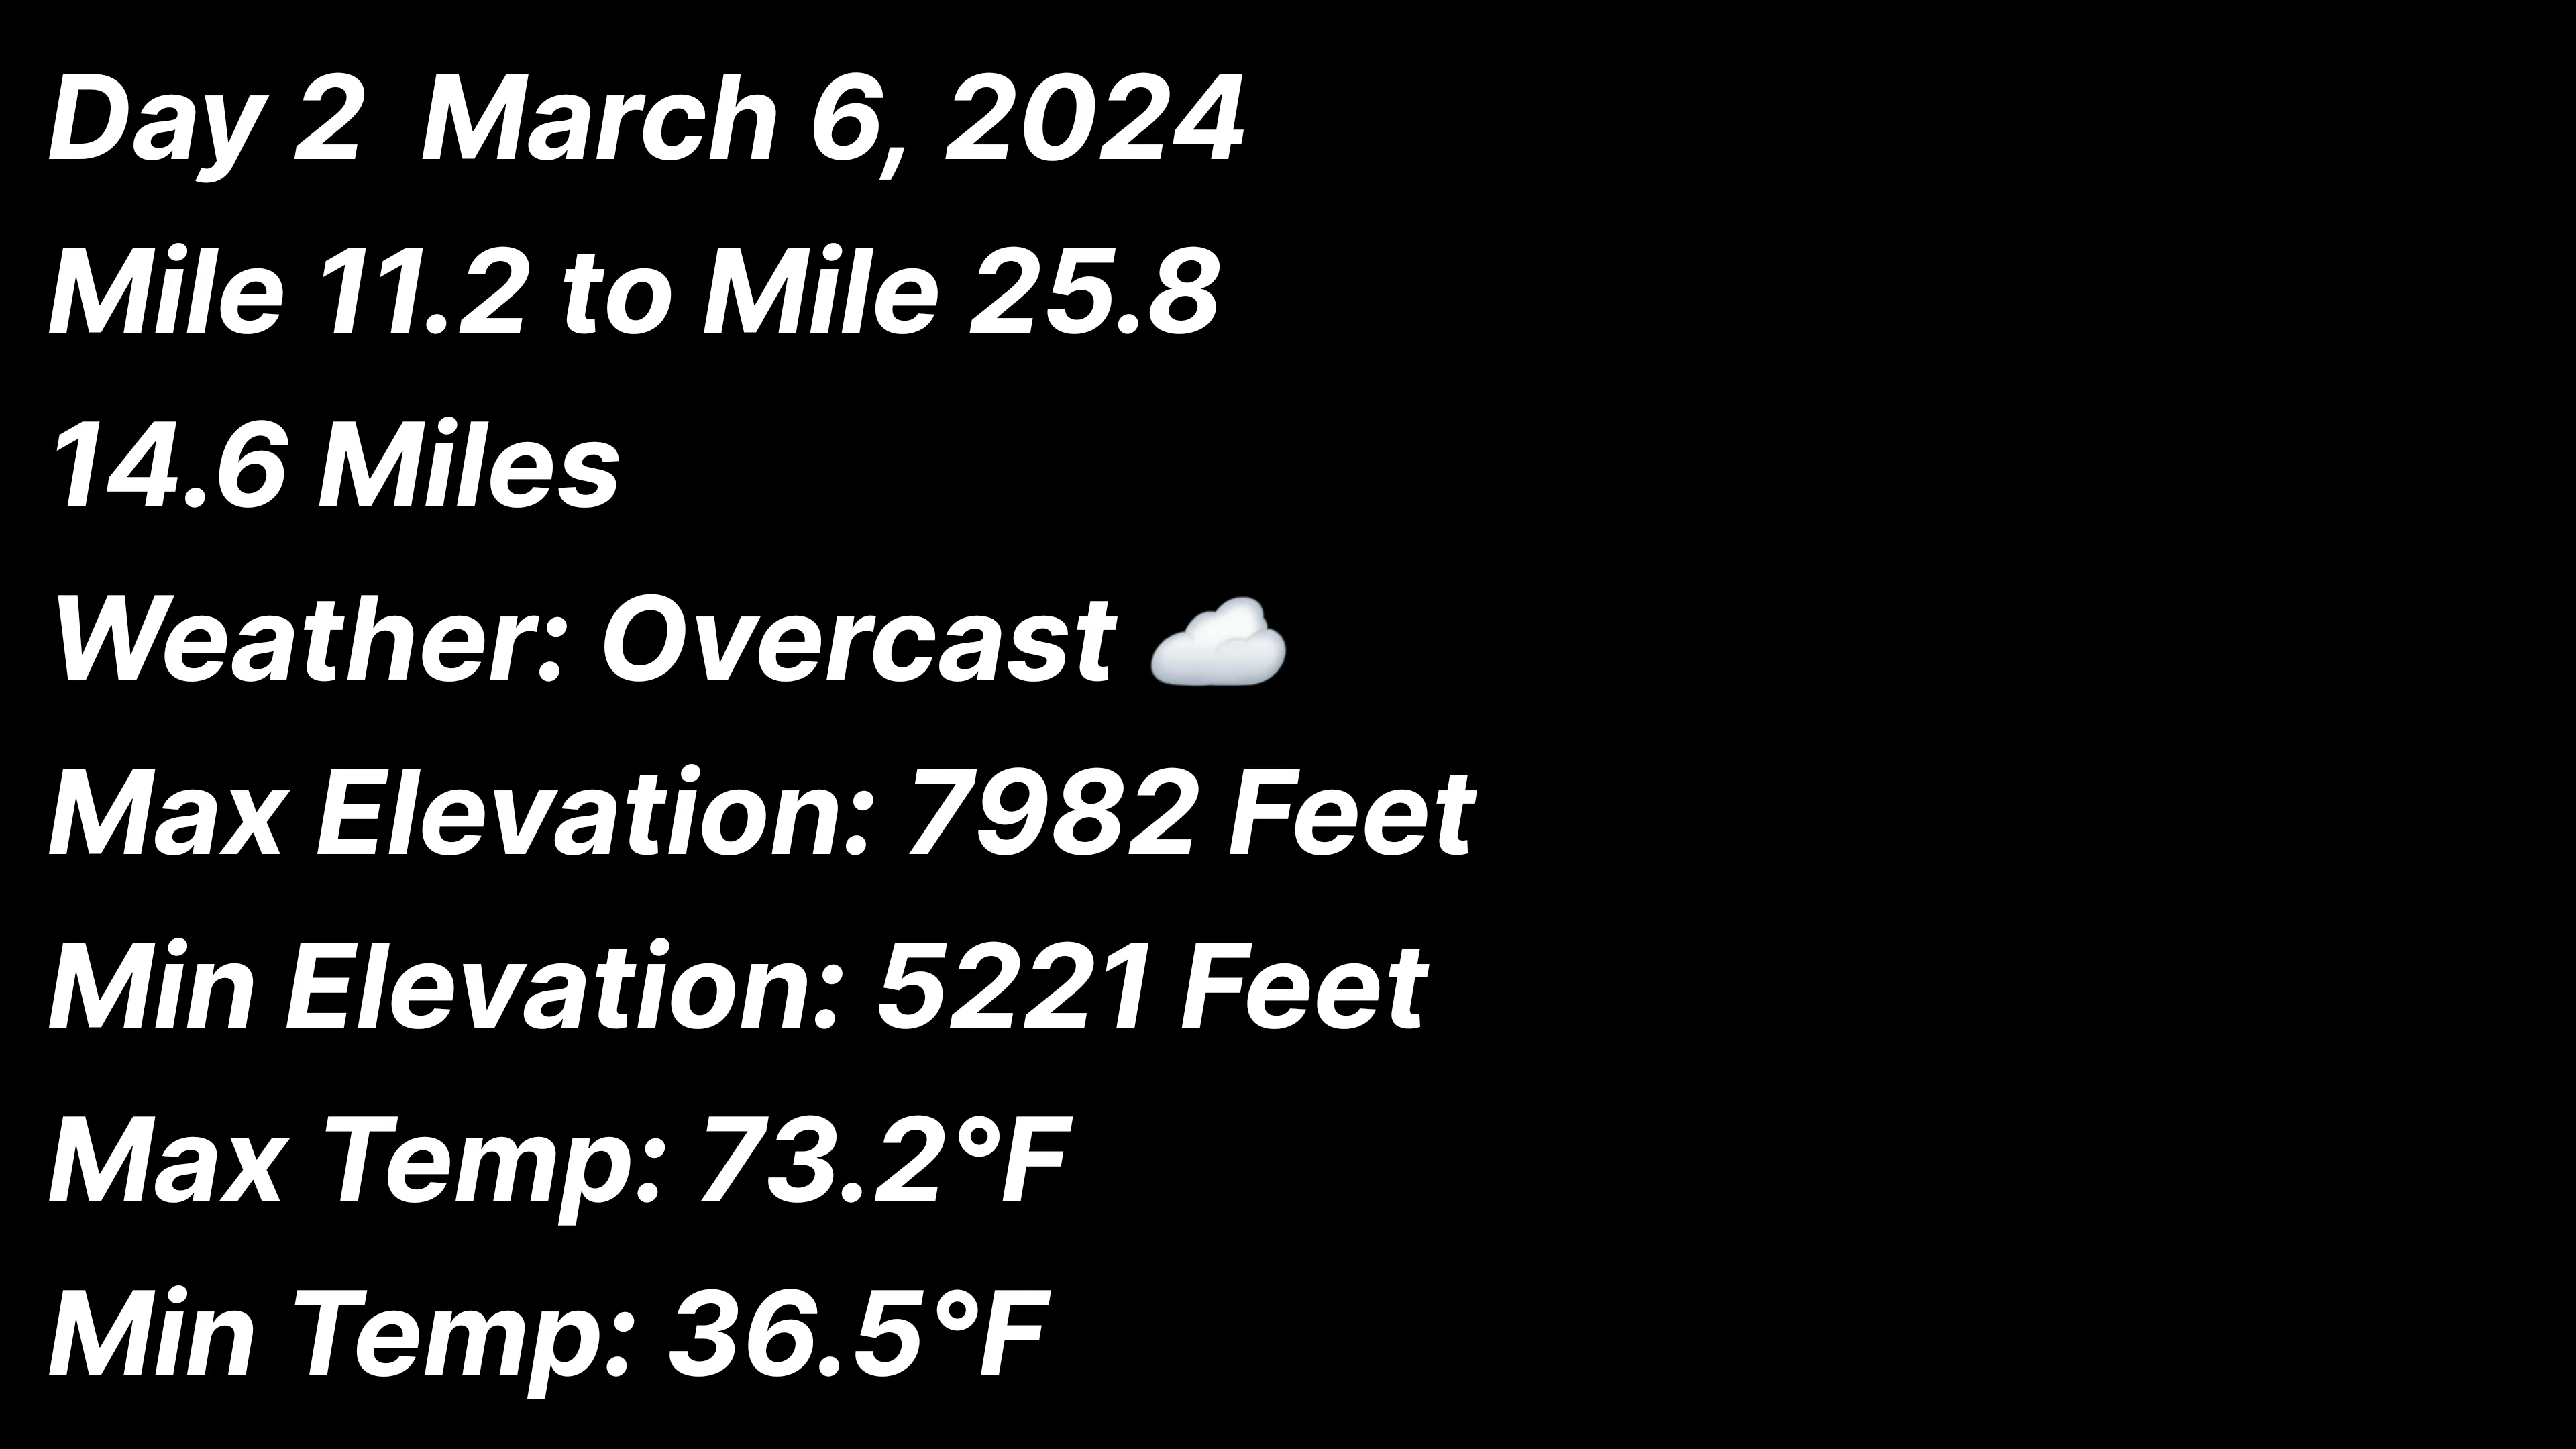 Day 2  March 6, 2024
Mile 11.2 to Mile 25.8
14.6 Miles
Weather: Overcast ☁️
Max Elevation: 7982 Feet
Min Elevation: 5221 Feet
Max Temp: 73.2°F
Min Temp: 36.5°F